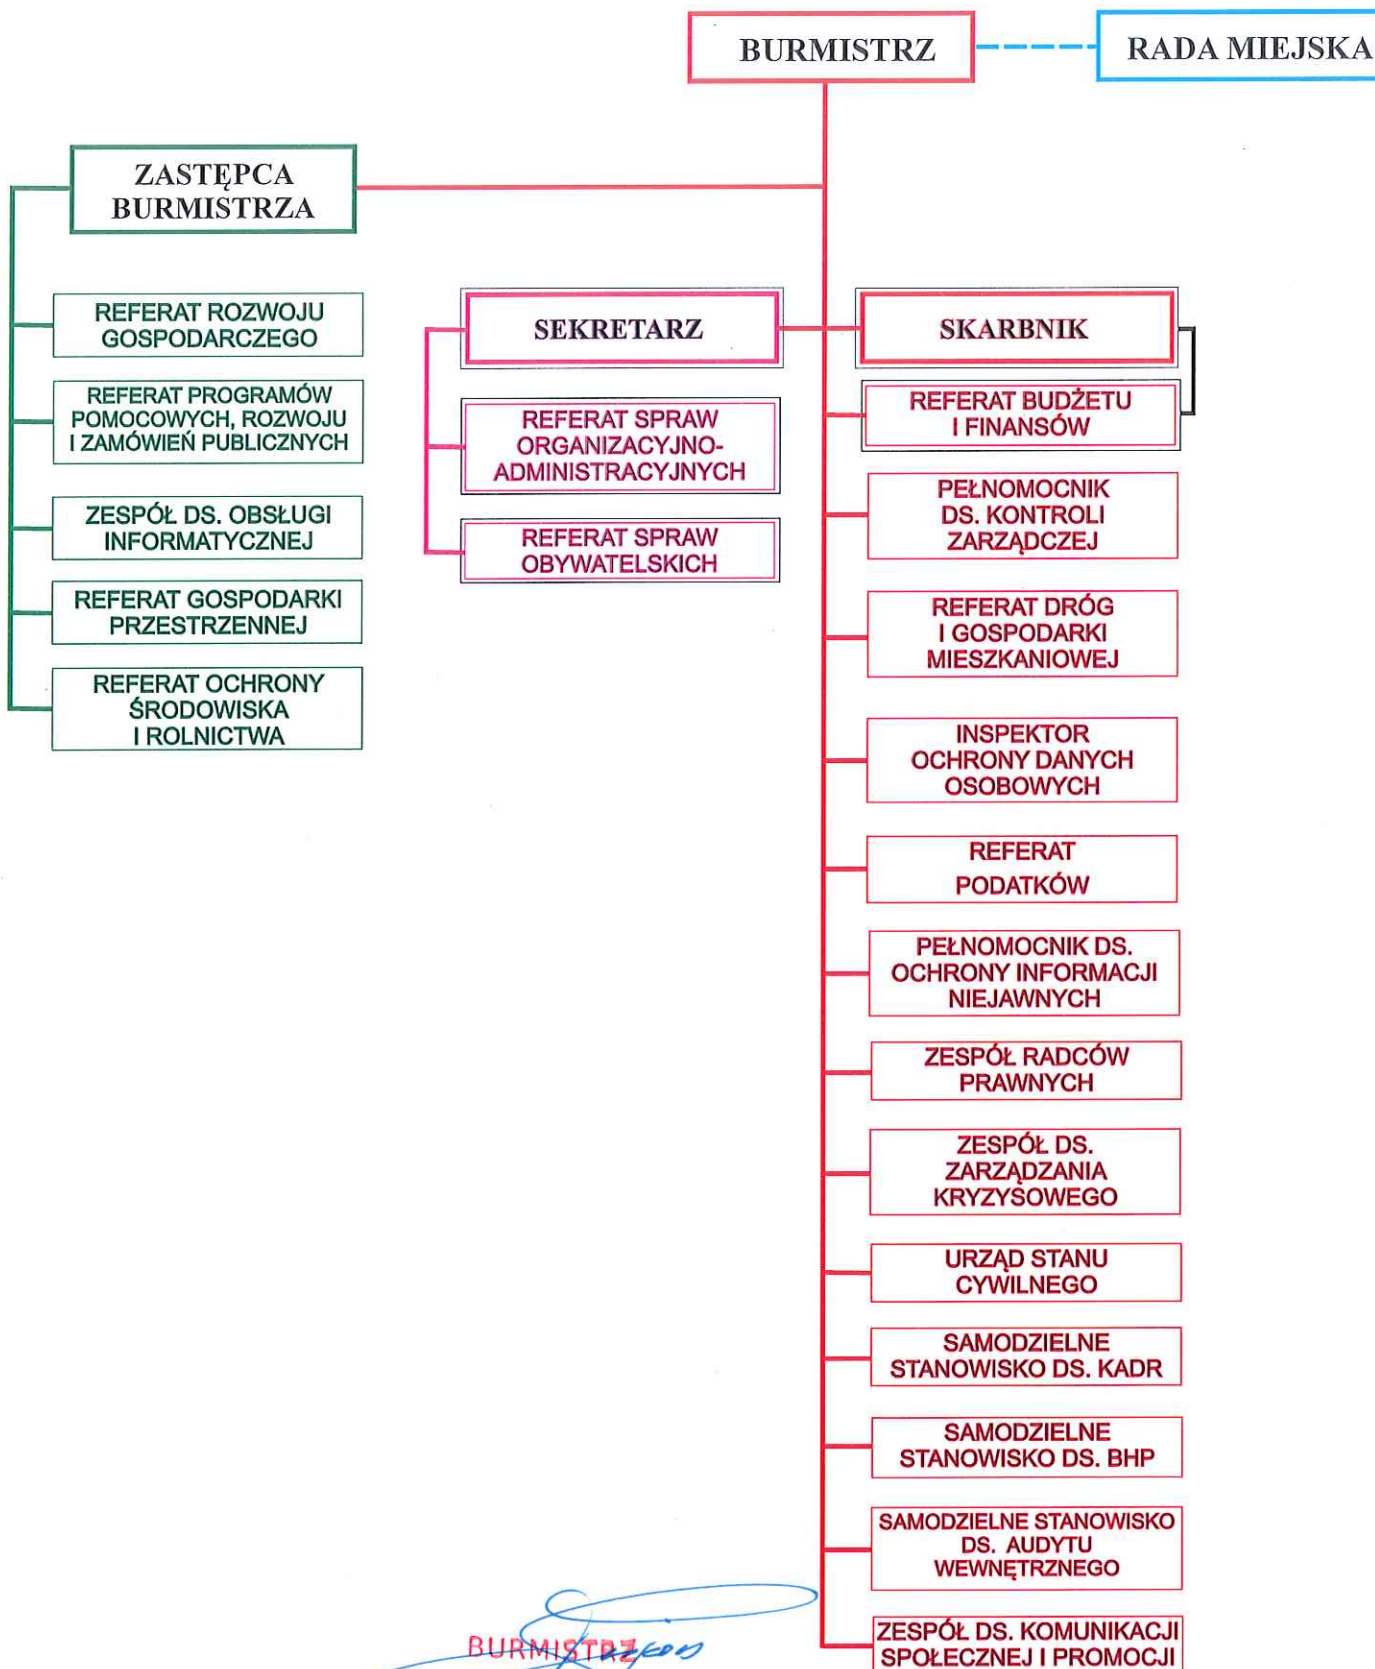 BURMISTRZ
RADA MIEJSKA
ZASTĘPCA
BURMISTRZA
REFERAT ROZWOJU
GOSPODARCZEGO
REFERAT PROGRAMÓW
POMOCOWYCH, ROZWOJU
I ZAMÓWIEŃ PUBLICZNYCH
ZESPÓŁ DS. OBSŁUGI
INFORMATYCZNEJ
REFERAT GOSPODARKI
PRZESTRZENNEJ
REFERAT OCHRONY
ŚRODOWISKA
I ROLNICTWA
SEKRETARZ
REFERAT SPRAW
ORGANIZACYJNO-
ADMINISTRACYJNYCH
REFERAT SPRAW
OBYWATELSKICH
SKARBNIK
REFERAT BUDŻETU
I FINANSÓW
PEŁNOMOCNIK
DS. KONTROLI
ZARZĄDCZEJ
REFERAT DRÓG
I GOSPODARKI
MIESZKANIOWEJ
INSPEKTOR
OCHRONY DANYCH
OSOBOWYCH
REFERAT
PODATKÓW
PEŁNOMOCNIK DS.
OCHRONY INFORMACJI
NIEJAWNYCH
ZESPÓŁ RADCÓW
PRAWNYCH
ZESPÓŁ DS.
ZARZĄDZANIA
KRYZYSOWEGO
URZĄD STANU
CYWILNEGO
SAMODZIELNE
STANOWISKO DS. KADR
SAMODZIELNE
STANOWISKO DS. BHP
SAMODZIELNE STANOWISKO
DS. AUDYTU
WEWNĘTRZNEGO
ZESPÓŁ DS. KOMUNIKACJI
SPOŁECZNEJ I PROMOCJI
BURMISTRZ